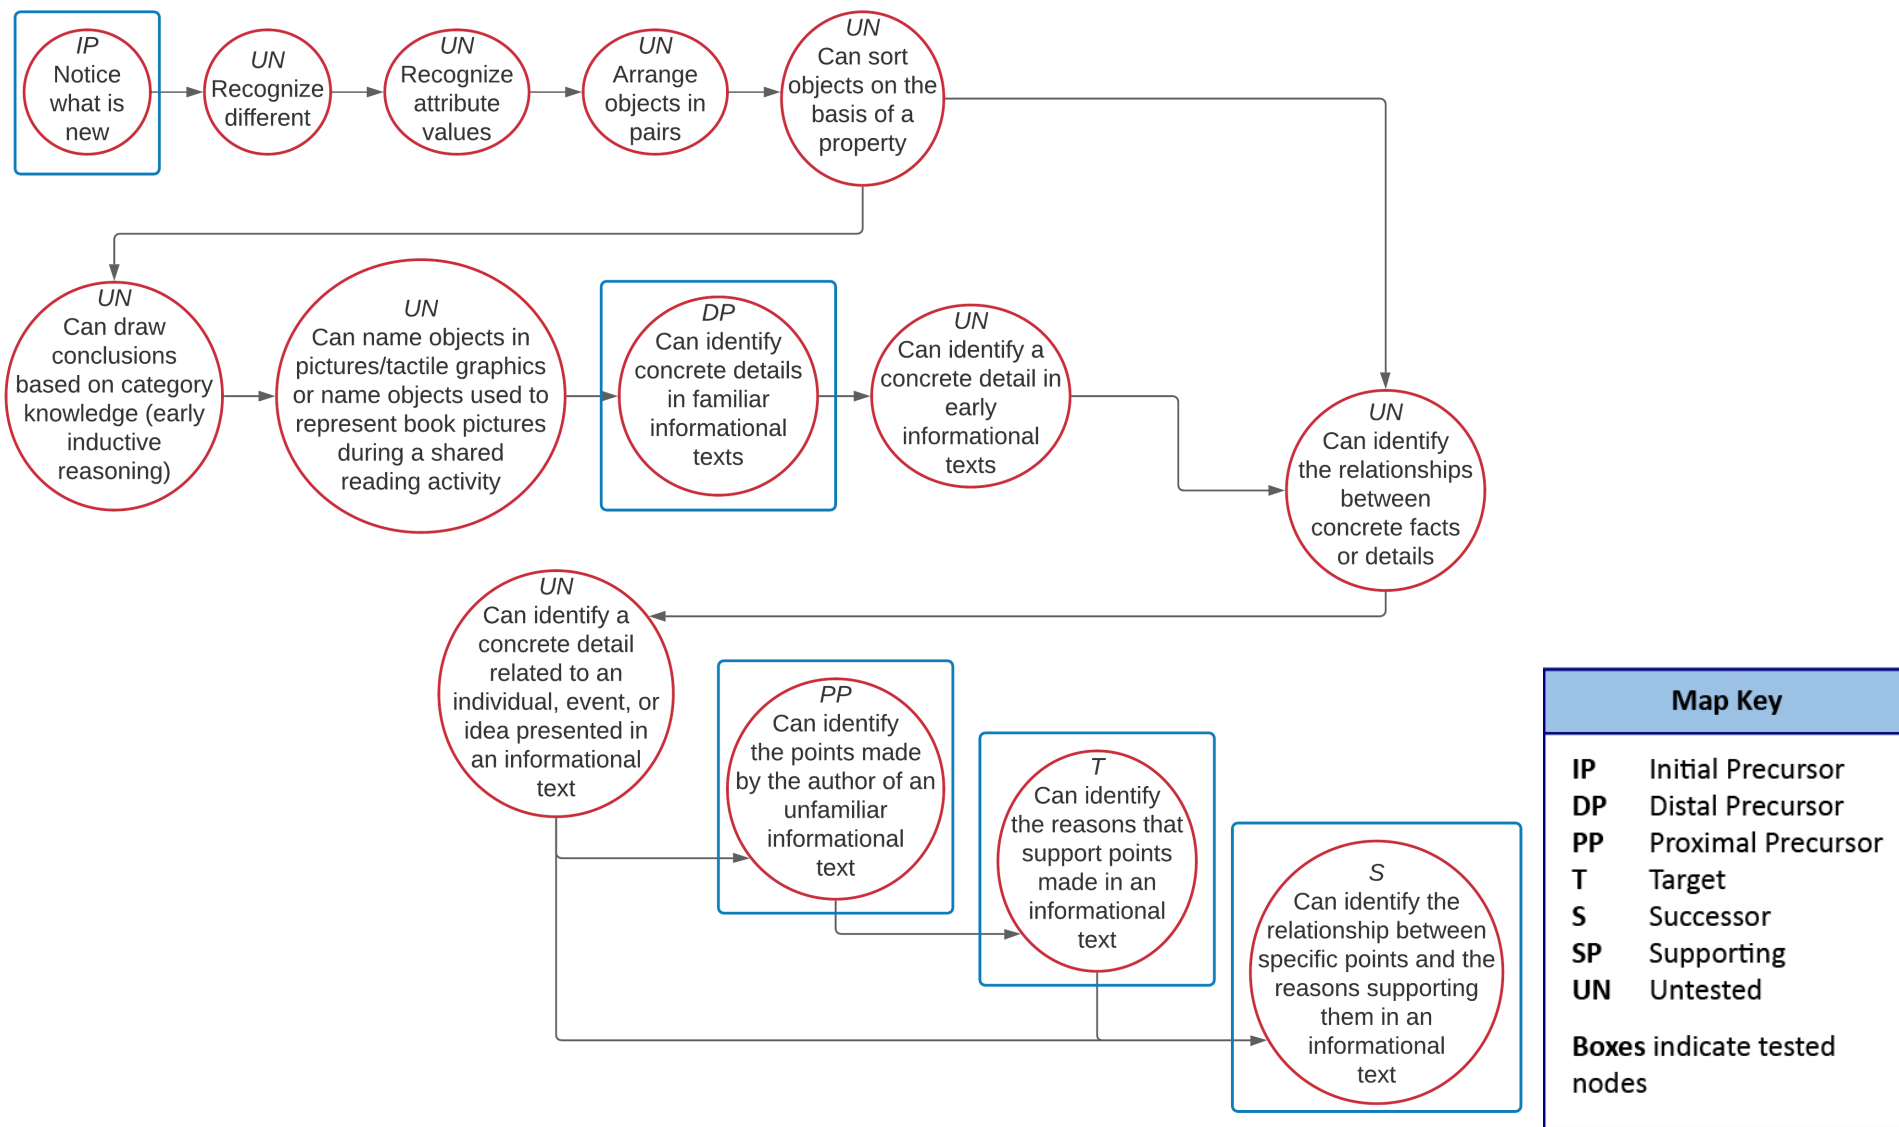 IP
Notice
what is
new
UN
Recognize
different
UN
Recognize
attribute
values
UN
Arrange
objects in
pairs
UN
Can sort
objects on the
basis of a
property
UN
Can draw
conclusions
based on category
knowledge (early
inductive
reasoning)
UN
Can name objects in
pictures/tactile graphics
or name objects used to
represent book pictures
during a shared
reading activity
DP
Can identify
concrete details
in familiar
informational
texts
UN
Can identify a
concrete detail in
early
informational
texts
UN
Can identify
the relationships
between
concrete facts
or details
UN
Can identify a
concrete detail
related to an
individual, event, or
idea presented in
an informational
text
PP
Can identify
the points made
by the author of an
unfamiliar
informational
text
T
Can identify
the reasons that
support points
made in an
informational
text
S
Can identify the
relationship between
specific points and the
reasons supporting
them in an
informational
text
Map Key
IP Initial Precursor
DP Distal Precursor
PP Proximal Precursor
T Target
S Successor
SP Supporting
UN Untested
Boxes indicate tested
nodes